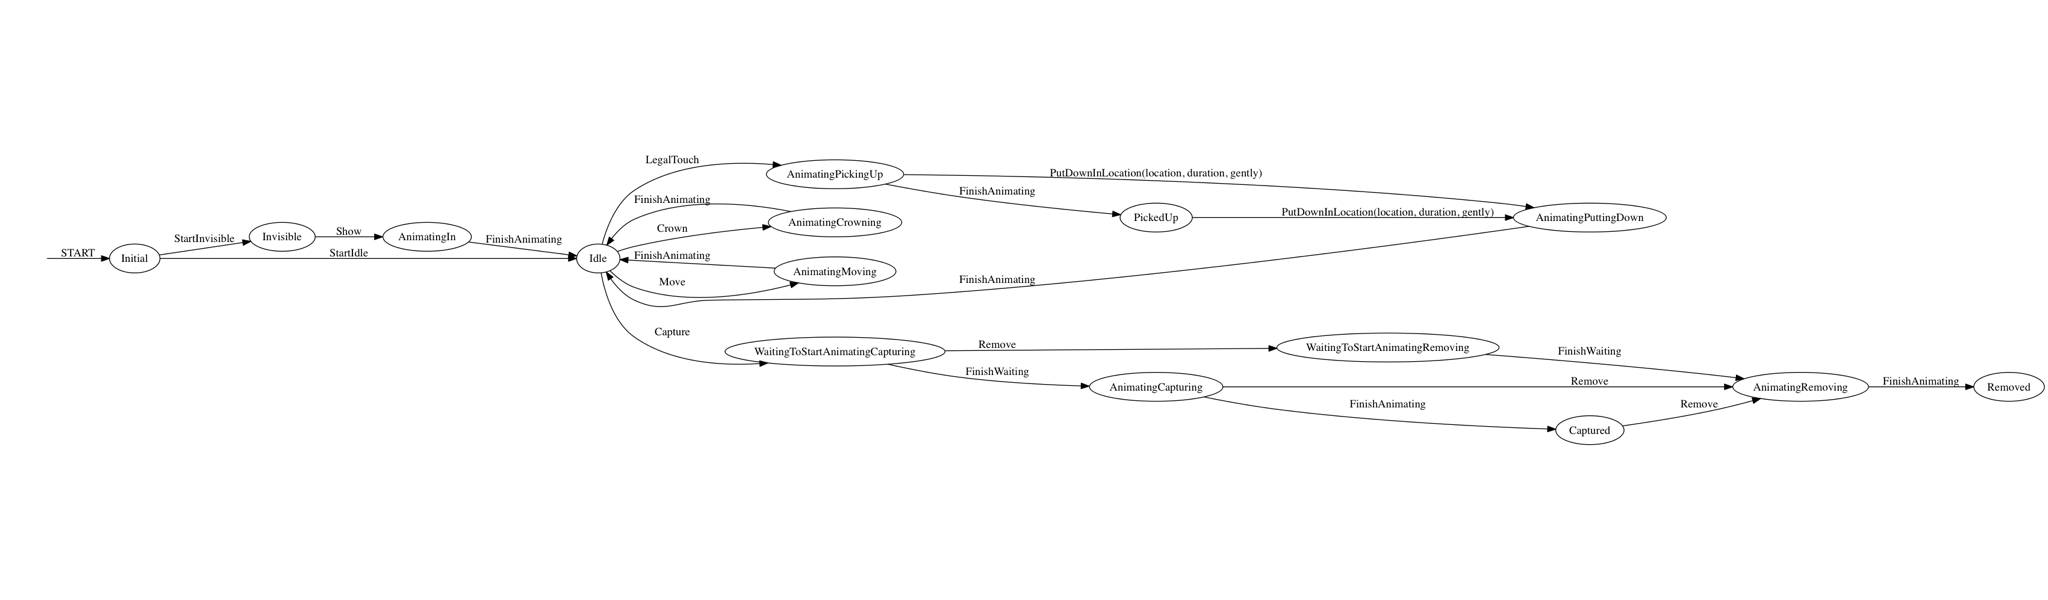 START
Initial
StartInvisible
StartIdle
Invisible
Show
AnimatingIn
FinishAnimating
Idle
LegalTouch
FinishAnimating
Crown
FinishAnimating
Move
Capture
AnimatingPickingUp
AnimatingCrowning
AnimatingMoving
WaitingToStartAnimatingCapturing
PutDownInLocation(location, duration, gently)
FinishAnimating
PickedUp
PutDownInLocation(location, duration, gently)
AnimatingPuttingDown
FinishAnimating
Remove
FinishWaiting
WaitingToStartAnimatingRemoving
FinishWaiting
AnimatingCapturing
Remove
FinishAnimating
Captured
Remove
AnimatingRemoving
FinishAnimating
Removed